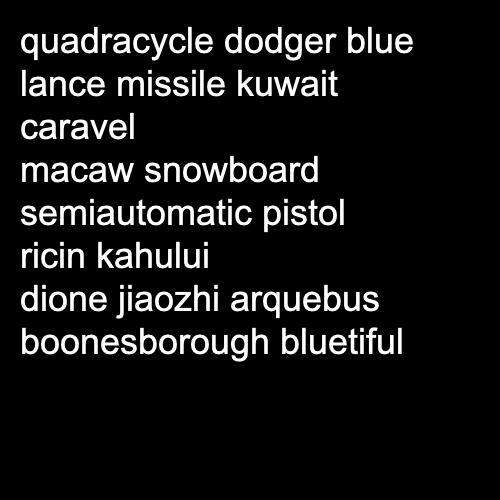 quadracycle dodger blue
lance missile kuwait
caravel
macaw snowboard
semiautomatic pistol
ricin kahului
dione jiaozhi arquebus
boonesborough bluetiful